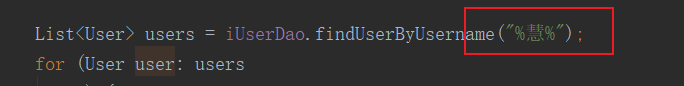 List<User> users = iUserDao.findUserByUsername("%慧%");
for (User user: users